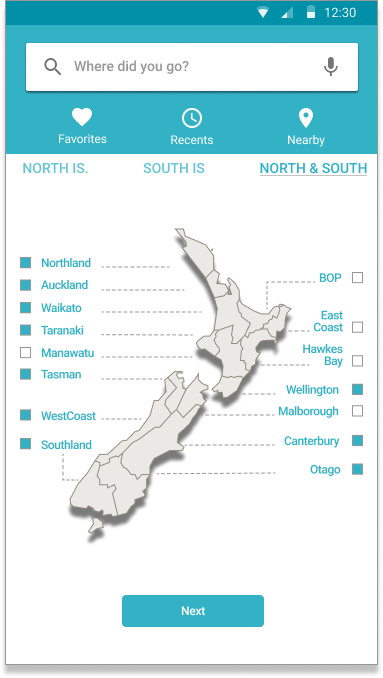 12:30
Where did you go?
Favorites
Recents
Nearby
NORTH IS.
SOUTH IS
NORTH & SOUTH
Northland
Auckland
Waikato
Taranaki
Manawatu
Tasman
WestCoast
Southland
BOP
East
Coast
Hawkes
Bay
Wellington
Malborough
Canterbury
Otago
Next